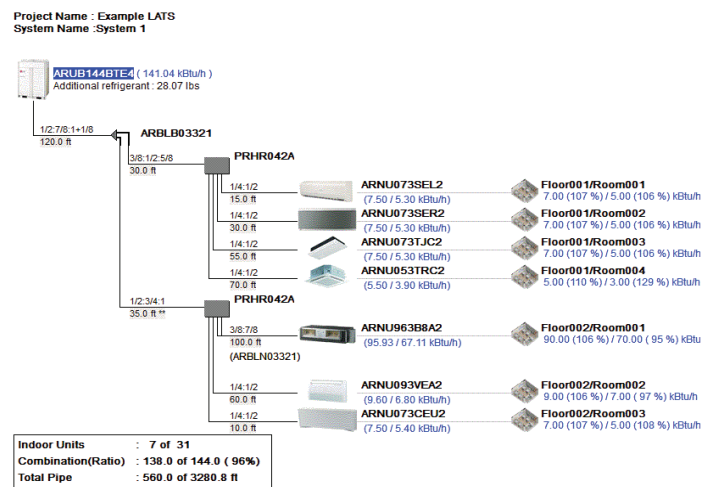 Project Name : Example LATS
System Name :System 1
ARUB144BTE4 ( 141.04 kBtu/h )
Additional refrigerant : 28.07 lbs
1/2:7/8:1+1/8
120.0 ft
ARBLB03321
3/8:1/2:5/8
30.0 ft
PRHR042A
1/4:1/2
15.0 ft
ARNU073SEL2
(7.50 / 5.30 kBtu/h)
Floor001/Room001
7.00 (107 %) / 5.00 (106 %) kBtu/h
1/4:1/2
30.0 ft
ARNU073SER2
(7.50 / 5.30 kBtu/h)
Floor001/Room002
7.00 (107 %) / 5.00 (106 %) kBtu/h
1/4:1/2
55.0 ft
ARNU073TJC2
(7.50 / 5.30 kBtu/h)
Floor001/Room003
7.00 (107 %) / 5.00 (106 %) kBtu/h
1/4:1/2
70.0 ft
ARNU053TRC2
(5.50 / 3.90 kBtu/h)
Floor001/Room004
5.00 (110 %) / 3.00 (129 %) kBtu/h
1/2:3/4:1
35.0 ft **
PRHR042A
3/8:7/8
100.0 ft
(ARBLN03321)
ARNU963B8A2
(95.93 / 67.11 kBtu/h)
Floor002/Room001
90.00 (106 %) / 70.00 ( 95 %) kBtu
1/4:1/2
60.0 ft
ARNU093VEA2
(9.60 / 6.80 kBtu/h)
Floor002/Room002
9.00 (106 %) / 7.00 ( 97 %) kBtu/h
1/4:1/2
10.0 ft
ARNU073CEU2
(7.50 / 5.40 kBtu/h)
Floor002/Room003
7.00 (107 %) / 5.00 (108 %) kBtu/h
Indoor Units : 7 of 31
Combination(Ratio) : 138.0 of 144.0 ( 96%)
Total Pipe : 560.0 of 3280.8 ft